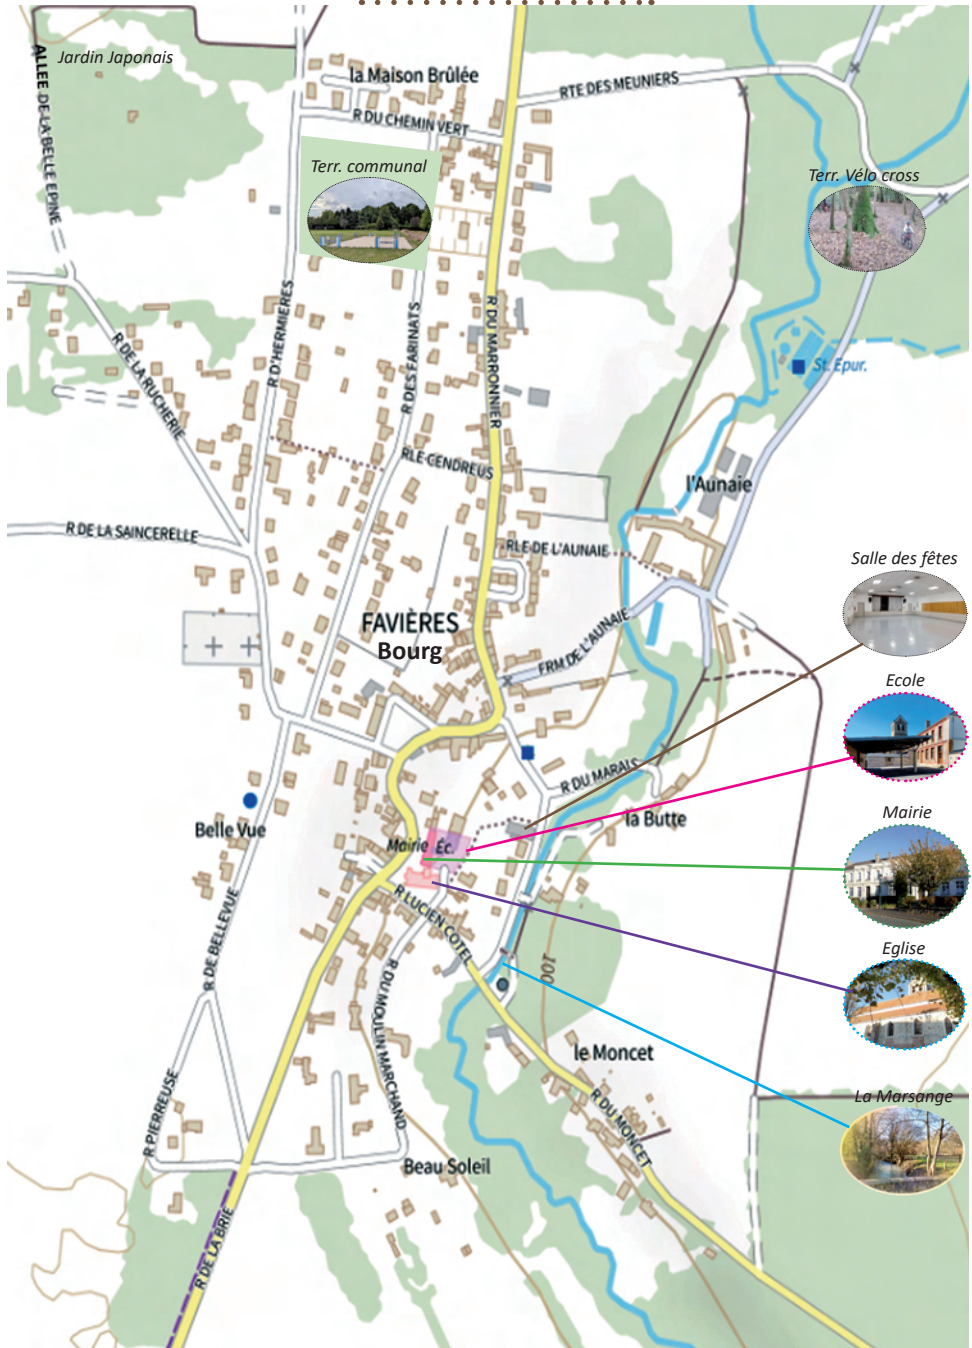 Jardin Japonais
ALLEE DE LA BELLE EPINE
la Maison Brûlée
RTE DES MEUNIERS
R DU CHEMIN VERT
Terr. communal
Terr. Vélo cross
R D'HERMIERES
R DES FARINATS
R DU MARRONNIER
R DE LA RUCHERIE
St. Epur.
RLE CENDREUS
l'Aunaie
R DE LA SAINCERELLE
RLE DE L'AUNAIE
Salle des fêtes
FAVIÈRES
Bourg
FRM DE L'AUNAIE
Ecole
R DU MARAIS
Belle Vue
la Butte
Mairie
Mairie Éc.
R LUCIEN COTEL
Eglise
R DE BELLEVUE
100
R DU MOULIN MARCHAND
le Moncet
R PIERREUSE
R DU MONCET
La Marsange
Beau Soleil
R DE LA BRIE